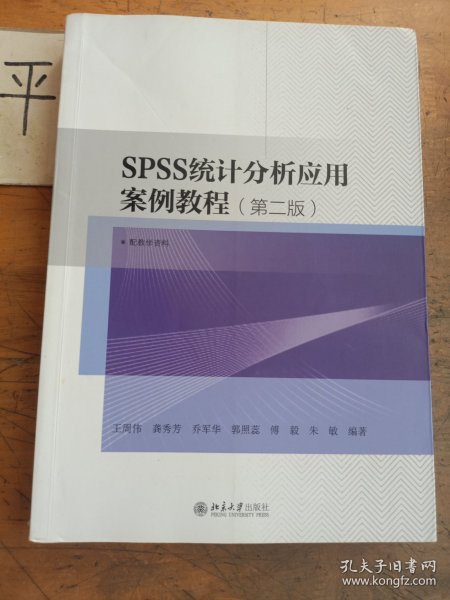 平
SPSS统计分析应用
案例教程（第二版）
配教学资料
王周伟 龚秀芳 乔军华 郭照蕊 傅毅 朱敏 编著
北京大学出版社
PEKING UNIVERSITY PRESS
孔夫子旧书网
www.kongfz.com